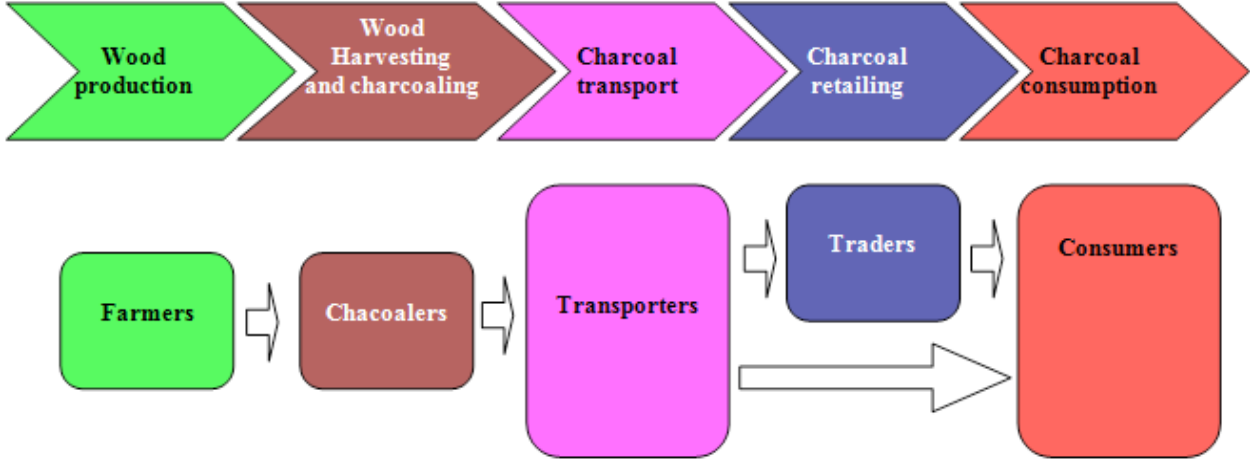 Wood
production
Wood
Harvesting
and charcoaling
Charcoal
transport
Charcoal
retailing
Charcoal
consumption
Farmers
Chacoalers
Transporters
Traders
Consumers